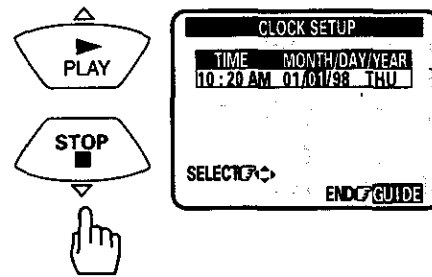 PLAY
STOP
CLOCK SETUP
TIME MONTH/DAY/YEAR
10:20 AM 01/01/98 THU
SELECT
END GUIDE